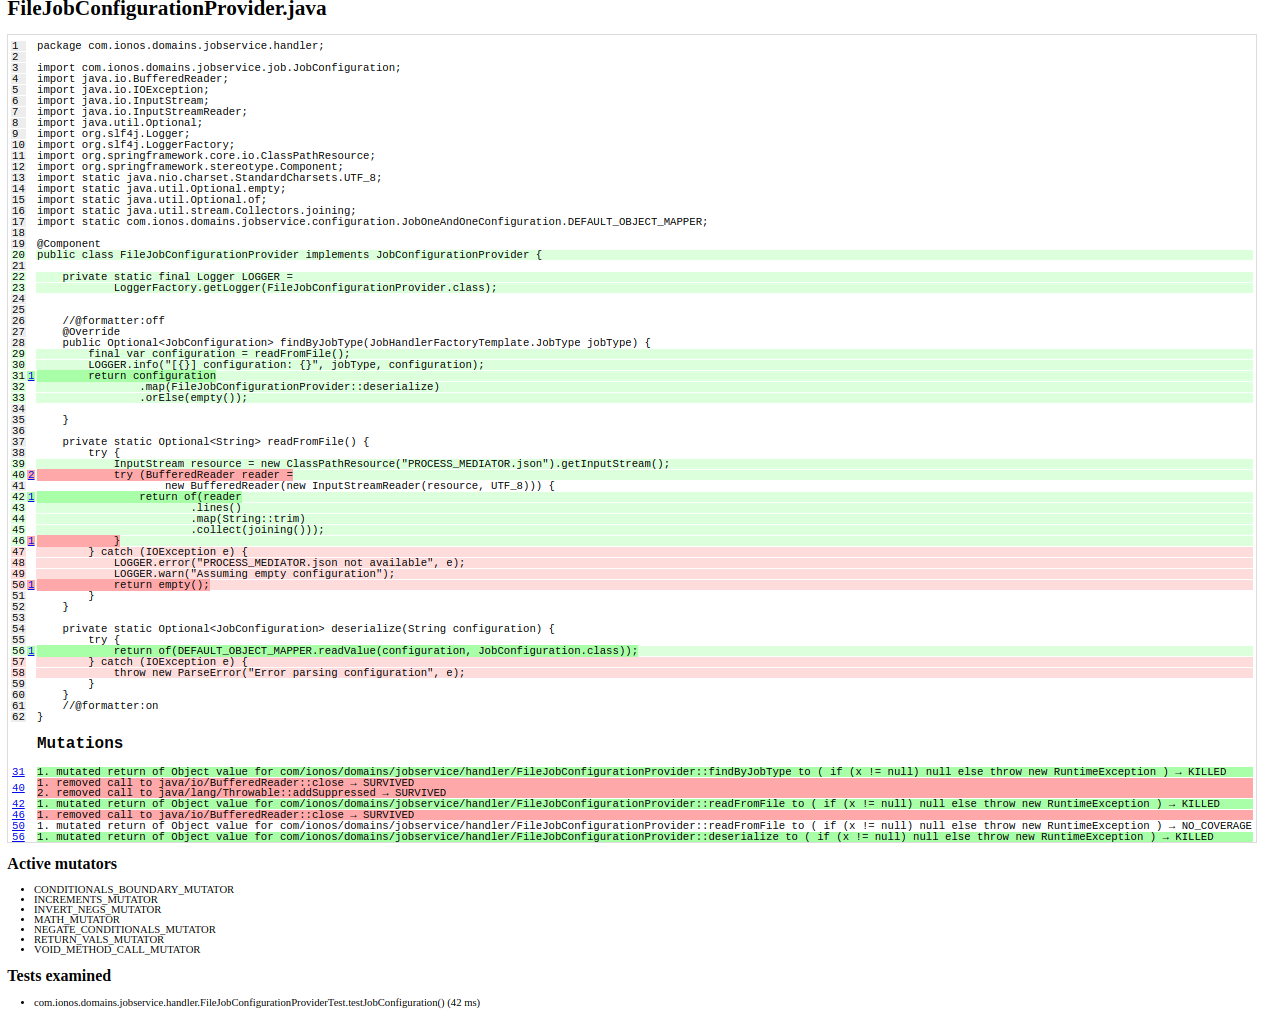 FileJobConfigurationProvider.java
1 package com.ionos.domains.jobservice.handler;
2
3 import com.ionos.domains.jobservice.job.JobConfiguration;
4 import java.io.BufferedReader;
5 import java.io.IOException;
6 import java.io.InputStream;
7 import java.io.InputStreamReader;
8 import java.util.Optional;
9 import org.slf4j.Logger;
10 import org.slf4j.LoggerFactory;
11 import org.springframework.core.io.ClassPathResource;
12 import org.springframework.stereotype.Component;
13 import static java.nio.charset.StandardCharsets.UTF_8;
14 import static java.util.Optional.empty;
15 import static java.util.Optional.of;
16 import static java.util.stream.Collectors.joining;
17 import static com.ionos.domains.jobservice.configuration.JobOneAndOneConfiguration.DEFAULT_OBJECT_MAPPER;
18
19 @Component
20 public class FileJobConfigurationProvider implements JobConfigurationProvider {
21
22     private static final Logger LOGGER =
23             LoggerFactory.getLogger(FileJobConfigurationProvider.class);
24
25
26     //@formatter:off
27     @Override
28     public Optional<JobConfiguration> findByJobType(JobHandlerFactoryTemplate.JobType jobType) {
29         final var configuration = readFromFile();
30         LOGGER.info("[{}] configuration: {}", jobType, configuration);
31 1         return configuration
32                 .map(FileJobConfigurationProvider::deserialize)
33                 .orElse(empty());
34
35     }
36
37     private static Optional<String> readFromFile() {
38         try {
39             InputStream resource = new ClassPathResource("PROCESS_MEDIATOR.json").getInputStream();
40 2             try (BufferedReader reader =
41                     new BufferedReader(new InputStreamReader(resource, UTF_8))) {
42 1                 return of(reader
43                         .lines()
44                         .map(String::trim)
45                         .collect(joining()));
46 1             }
47         } catch (IOException e) {
48             LOGGER.error("PROCESS_MEDIATOR.json not available", e);
49             LOGGER.warn("Assuming empty configuration");
50 1             return empty();
51         }
52     }
53
54     private static Optional<JobConfiguration> deserialize(String configuration) {
55         try {
56 1             return of(DEFAULT_OBJECT_MAPPER.readValue(configuration, JobConfiguration.class));
57         } catch (IOException e) {
58             throw new ParseError("Error parsing configuration", e);
59         }
60     }
61     //@formatter:on
62 }
Mutations
31 1. mutated return of Object value for com/ionos/domains/jobservice/handler/FileJobConfigurationProvider::findByJobType to ( if (x != null) null else throw new RuntimeException ) → KILLED
40 1. removed call to java/io/BufferedReader::close → SURVIVED
2. removed call to java/lang/Throwable::addSuppressed → SURVIVED
42 1. mutated return of Object value for com/ionos/domains/jobservice/handler/FileJobConfigurationProvider::readFromFile to ( if (x != null) null else throw new RuntimeException ) → KILLED
46 1. removed call to java/io/BufferedReader::close → SURVIVED
50 1. mutated return of Object value for com/ionos/domains/jobservice/handler/FileJobConfigurationProvider::readFromFile to ( if (x != null) null else throw new RuntimeException ) → NO_COVERAGE
56 1. mutated return of Object value for com/ionos/domains/jobservice/handler/FileJobConfigurationProvider::deserialize to ( if (x != null) null else throw new RuntimeException ) → KILLED
Active mutators
• CONDITIONALS_BOUNDARY_MUTATOR
• INCREMENTS_MUTATOR
• INVERT_NEGS_MUTATOR
• MATH_MUTATOR
• NEGATE_CONDITIONALS_MUTATOR
• RETURN_VALS_MUTATOR
• VOID_METHOD_CALL_MUTATOR
Tests examined
• com.ionos.domains.jobservice.handler.FileJobConfigurationProviderTest.testJobConfiguration() (42 ms)